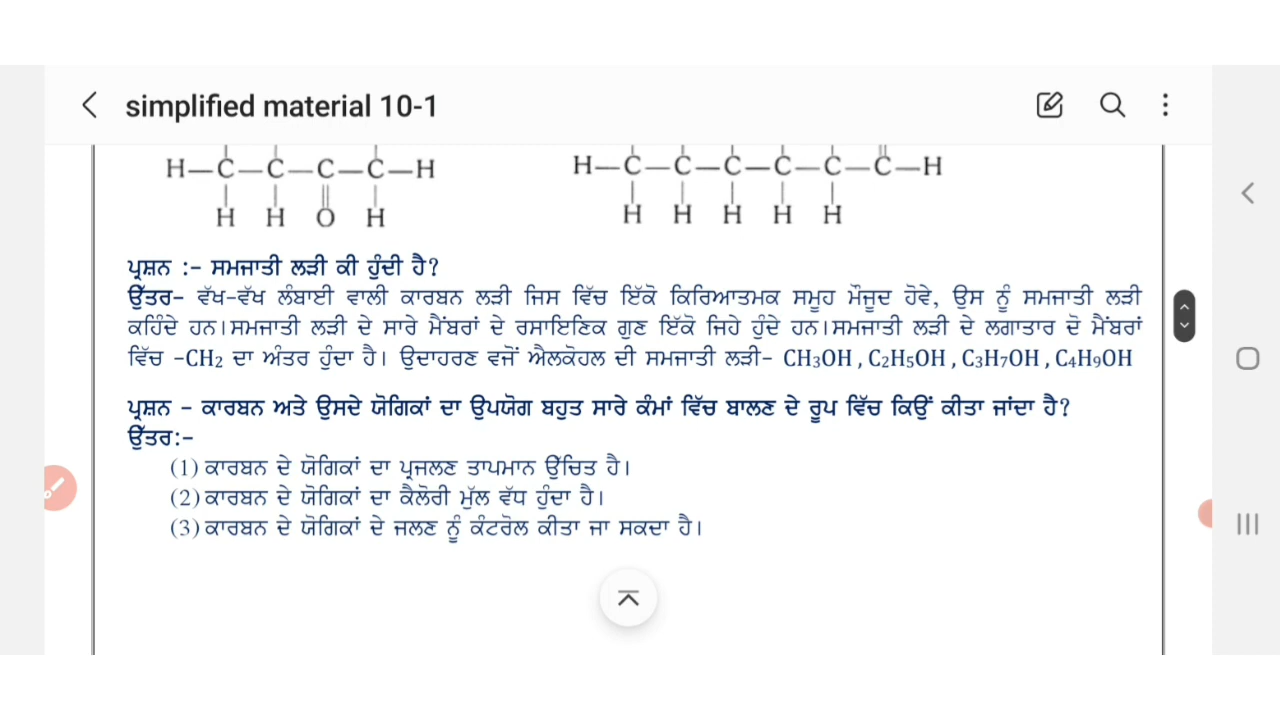 simplified material 10-1
H—C—C—C—C—H
H H O H
H—C—C—C—C—C—C—H
H H H H H
ਪ੍ਰਸ਼ਨ :- ਸਮਜਾਤੀ ਲੜੀ ਕੀ ਹੁੰਦੀ ਹੈ?
ਉੱਤਰ- ਵੱਖ-ਵੱਖ ਲੰਬਾਈ ਵਾਲੀ ਕਾਰਬਨ ਲੜੀ ਜਿਸ ਵਿੱਚ ਇੱਕੋ ਕਿਰਿਆਤਮਕ ਸਮੂਹ ਮੌਜੂਦ ਹੋਵੇ, ਉਸ ਨੂੰ ਸਮਜਾਤੀ ਲੜੀ
ਕਹਿੰਦੇ ਹਨ।ਸਮਜਾਤੀ ਲੜੀ ਦੇ ਸਾਰੇ ਮੈਂਬਰਾਂ ਦੇ ਰਸਾਇਣਿਕ ਗੁਣ ਇੱਕੋ ਜਿਹੇ ਹੁੰਦੇ ਹਨ।ਸਮਜਾਤੀ ਲੜੀ ਦੇ ਲਗਾਤਾਰ ਦੋ ਮੈਂਬਰਾਂ
ਵਿੱਚ -CH₂ ਦਾ ਅੰਤਰ ਹੁੰਦਾ ਹੈ। ਉਦਾਹਰਣ ਵਜੋਂ ਐਲਕੋਹਲ ਦੀ ਸਮਜਾਤੀ ਲੜੀ- CH₃OH , C₂H₅OH , C₃H₇OH , C₄H₉OH
ਪ੍ਰਸ਼ਨ - ਕਾਰਬਨ ਅਤੇ ਉਸਦੇ ਯੋਗਿਕਾਂ ਦਾ ਉਪਯੋਗ ਬਹੁਤ ਸਾਰੇ ਕੰਮਾਂ ਵਿੱਚ ਬਾਲਣ ਦੇ ਰੂਪ ਵਿੱਚ ਕਿਉਂ ਕੀਤਾ ਜਾਂਦਾ ਹੈ?
ਉੱਤਰ:-
(1) ਕਾਰਬਨ ਦੇ ਯੋਗਿਕਾਂ ਦਾ ਪ੍ਰਜਲਣ ਤਾਪਮਾਨ ਉੱਚਿਤ ਹੈ।
(2) ਕਾਰਬਨ ਦੇ ਯੋਗਿਕਾਂ ਦਾ ਕੈਲੋਰੀ ਮੁੱਲ ਵੱਧ ਹੁੰਦਾ ਹੈ।
(3) ਕਾਰਬਨ ਦੇ ਯੋਗਿਕਾਂ ਦੇ ਜਲਣ ਨੂੰ ਕੰਟਰੋਲ ਕੀਤਾ ਜਾ ਸਕਦਾ ਹੈ।